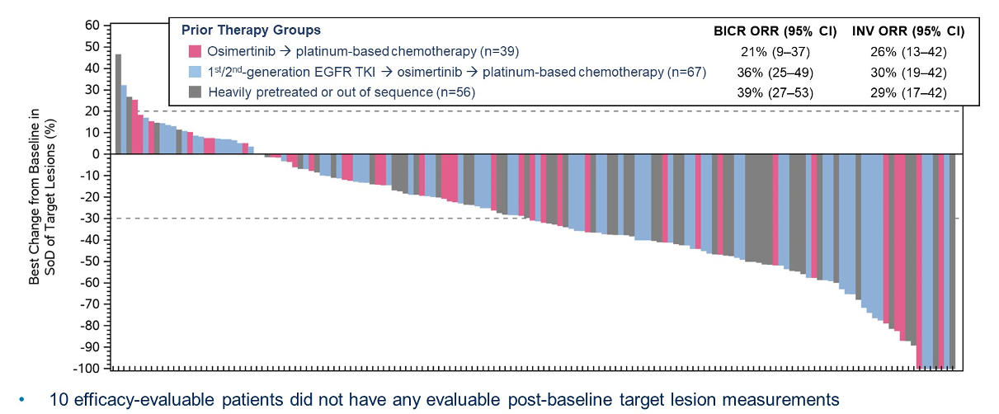 Prior Therapy Groups BICR ORR (95% CI) INV ORR (95% CI)
Osimertinib → platinum-based chemotherapy (n=39) 21% (9–37) 26% (13–42)
1st/2nd-generation EGFR TKI → osimertinib → platinum-based chemotherapy (n=67) 36% (25–49) 30% (19–42)
Heavily pretreated or out of sequence (n=56) 39% (27–53) 29% (17–42)
Best Change from Baseline in
SoD of Target Lesions (%)
60
50
40
30
20
10
0
-10
-20
-30
-40
-50
-60
-70
-80
-90
-100
• 10 efficacy-evaluable patients did not have any evaluable post-baseline target lesion measurements